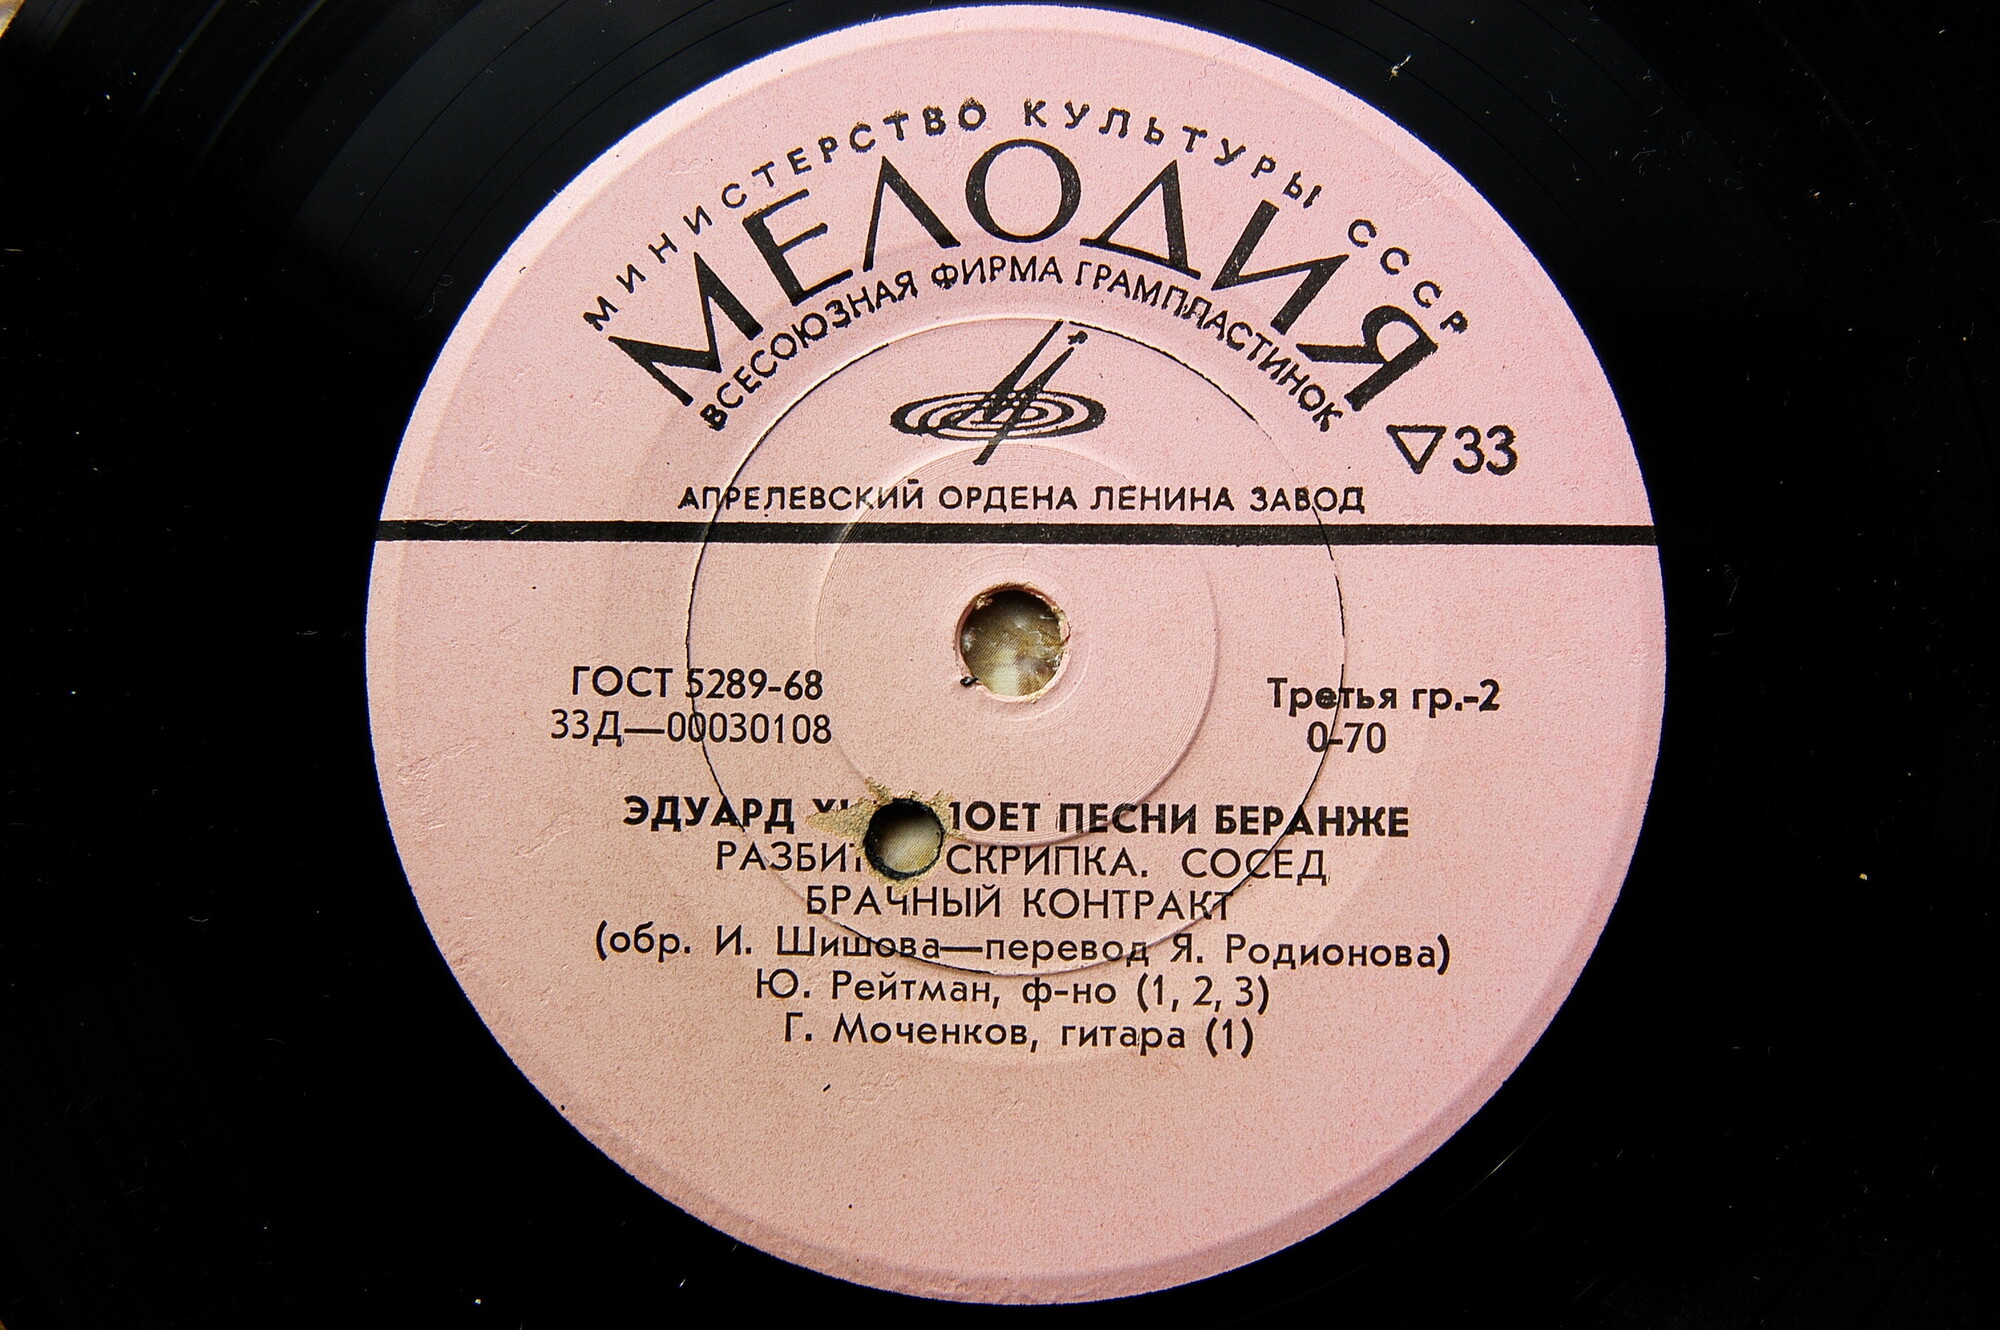 МИНИСТЕРСТВО КУЛЬТУРЫ СССР
МЕЛОДИЯ
ВСЕСОЮЗНАЯ ФИРМА ГРАМПЛАСТИНОК
33
АПРЕЛЕВСКИЙ ОРДЕНА ЛЕНИНА ЗАВОД
ГОСТ 5289-68
33Д—00030108
Третья гр.-2
0-70
ЭДУАРД ПОЕТ ПЕСНИ БЕРАНЖЕ
СКРИПКА. СОСЕД
БРАЧНЫЙ КОНТРАКТ
(обр. И. Шишова—перевод Я. Родионова)
Ю. Рейтман, ф-но (1, 2, 3)
Г. Моченков, гитара (1)